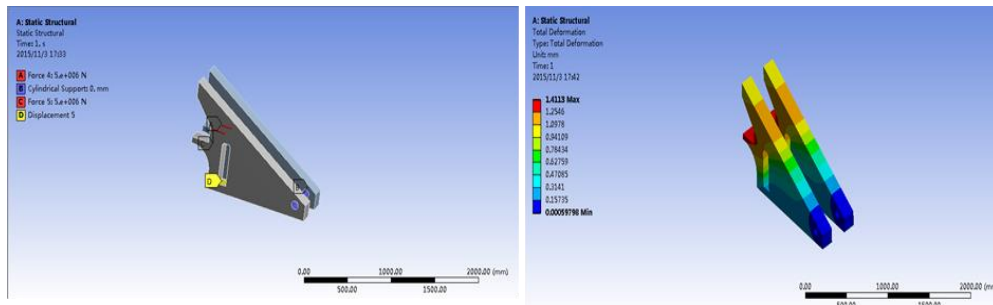 A: Static Structural
Static Structural
Time: 1, s
2015/11/3 17:33
A Force 4: 5.e+006 N
B Cylindrical Support: 0, mm
C Force 5: 5.e+006 N
D Displacement 5
D
0.00 1000.00 2000.00 (mm)
500.00 1500.00
A: Static Structural
Total Deformation
Type: Total Deformation
Unit: mm
Time: 1
2015/11/3 17:42
1.4113 Max
1.2546
1.0978
0.94109
0.78434
0.62759
0.47085
0.3141
0.15735
0.00059798 Min
0.00 1000.00 2000.00 (mm
500.00 1500.00